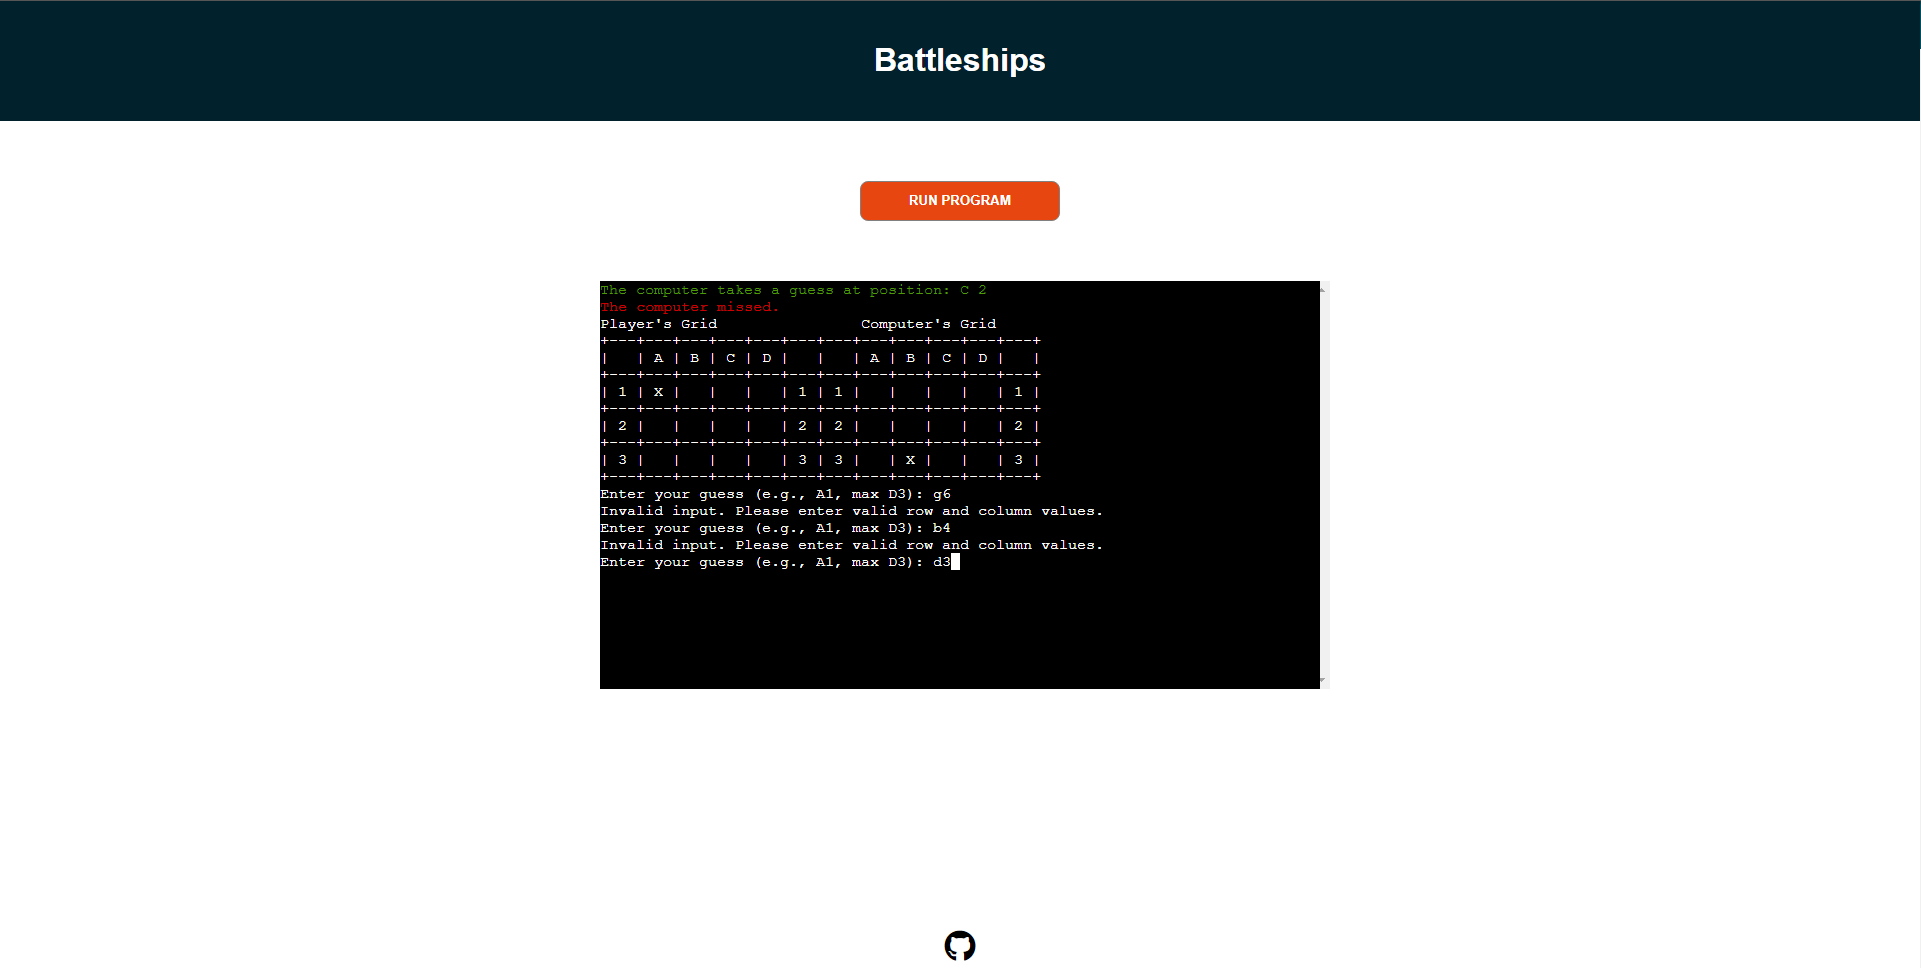 Battleships
RUN PROGRAM
The computer takes a guess at position: C 2
The computer missed.
Player's Grid                Computer's Grid
+---+---+---+---+---+---+---+---+---+---+---+---+
|   | A | B | C | D |   |   | A | B | C | D |   |
+---+---+---+---+---+---+---+---+---+---+---+---+
| 1 | X |   |   |   | 1 | 1 |   |   |   |   | 1 |
+---+---+---+---+---+---+---+---+---+---+---+---+
| 2 |   |   |   |   | 2 | 2 |   |   |   |   | 2 |
+---+---+---+---+---+---+---+---+---+---+---+---+
| 3 |   |   |   |   | 3 | 3 |   | X |   |   | 3 |
+---+---+---+---+---+---+---+---+---+---+---+---+
Enter your guess (e.g., A1, max D3): g6
Invalid input. Please enter valid row and column values.
Enter your guess (e.g., A1, max D3): b4
Invalid input. Please enter valid row and column values.
Enter your guess (e.g., A1, max D3): d3